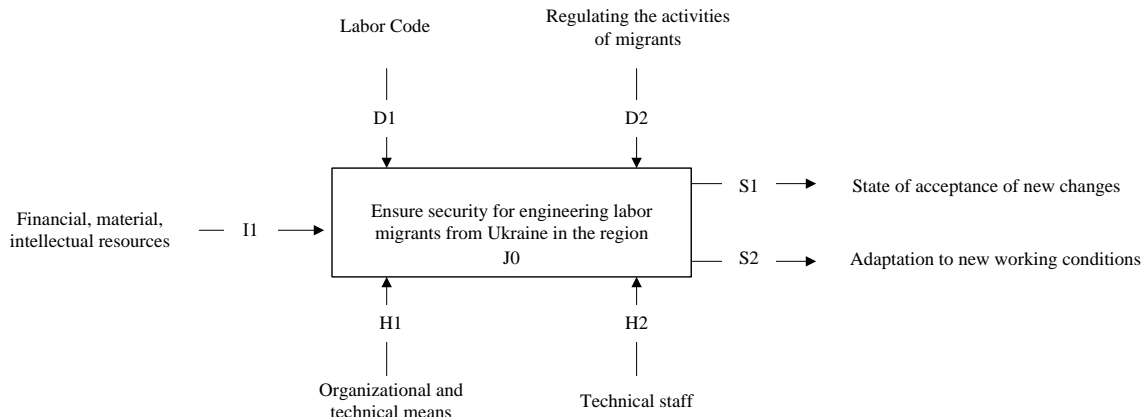 Labor Code
Regulating the activities
of migrants
D1
D2
Financial, material,
intellectual resources
I1
Ensure security for engineering labor
migrants from Ukraine in the region
J0
S1
State of acceptance of new changes
S2
Adaptation to new working conditions
H1
H2
Organizational and
technical means
Technical staff